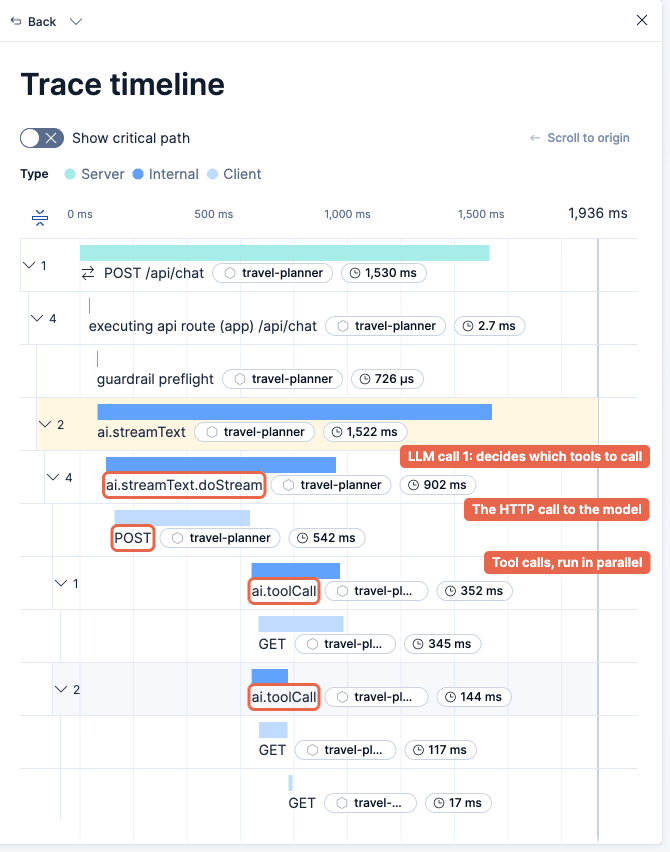 Back
Trace timeline
Show critical path
Scroll to origin
Type Server Internal Client
0 ms 500 ms 1,000 ms 1,500 ms 1,936 ms
1
POST /api/chat travel-planner 1,530 ms
4
executing api route (app) /api/chat travel-planner 2.7 ms
guardrail preflight travel-planner 726 μs
2
ai.streamText travel-planner 1,522 ms
LLM call 1: decides which tools to call
4
ai.streamText.doStream travel-planner 902 ms
The HTTP call to the model
POST travel-planner 542 ms
Tool calls, run in parallel
1
ai.toolCall travel-pl... 352 ms
GET travel-pl... 345 ms
2
ai.toolCall travel-pl... 144 ms
GET travel-pl... 117 ms
GET travel-... 17 ms